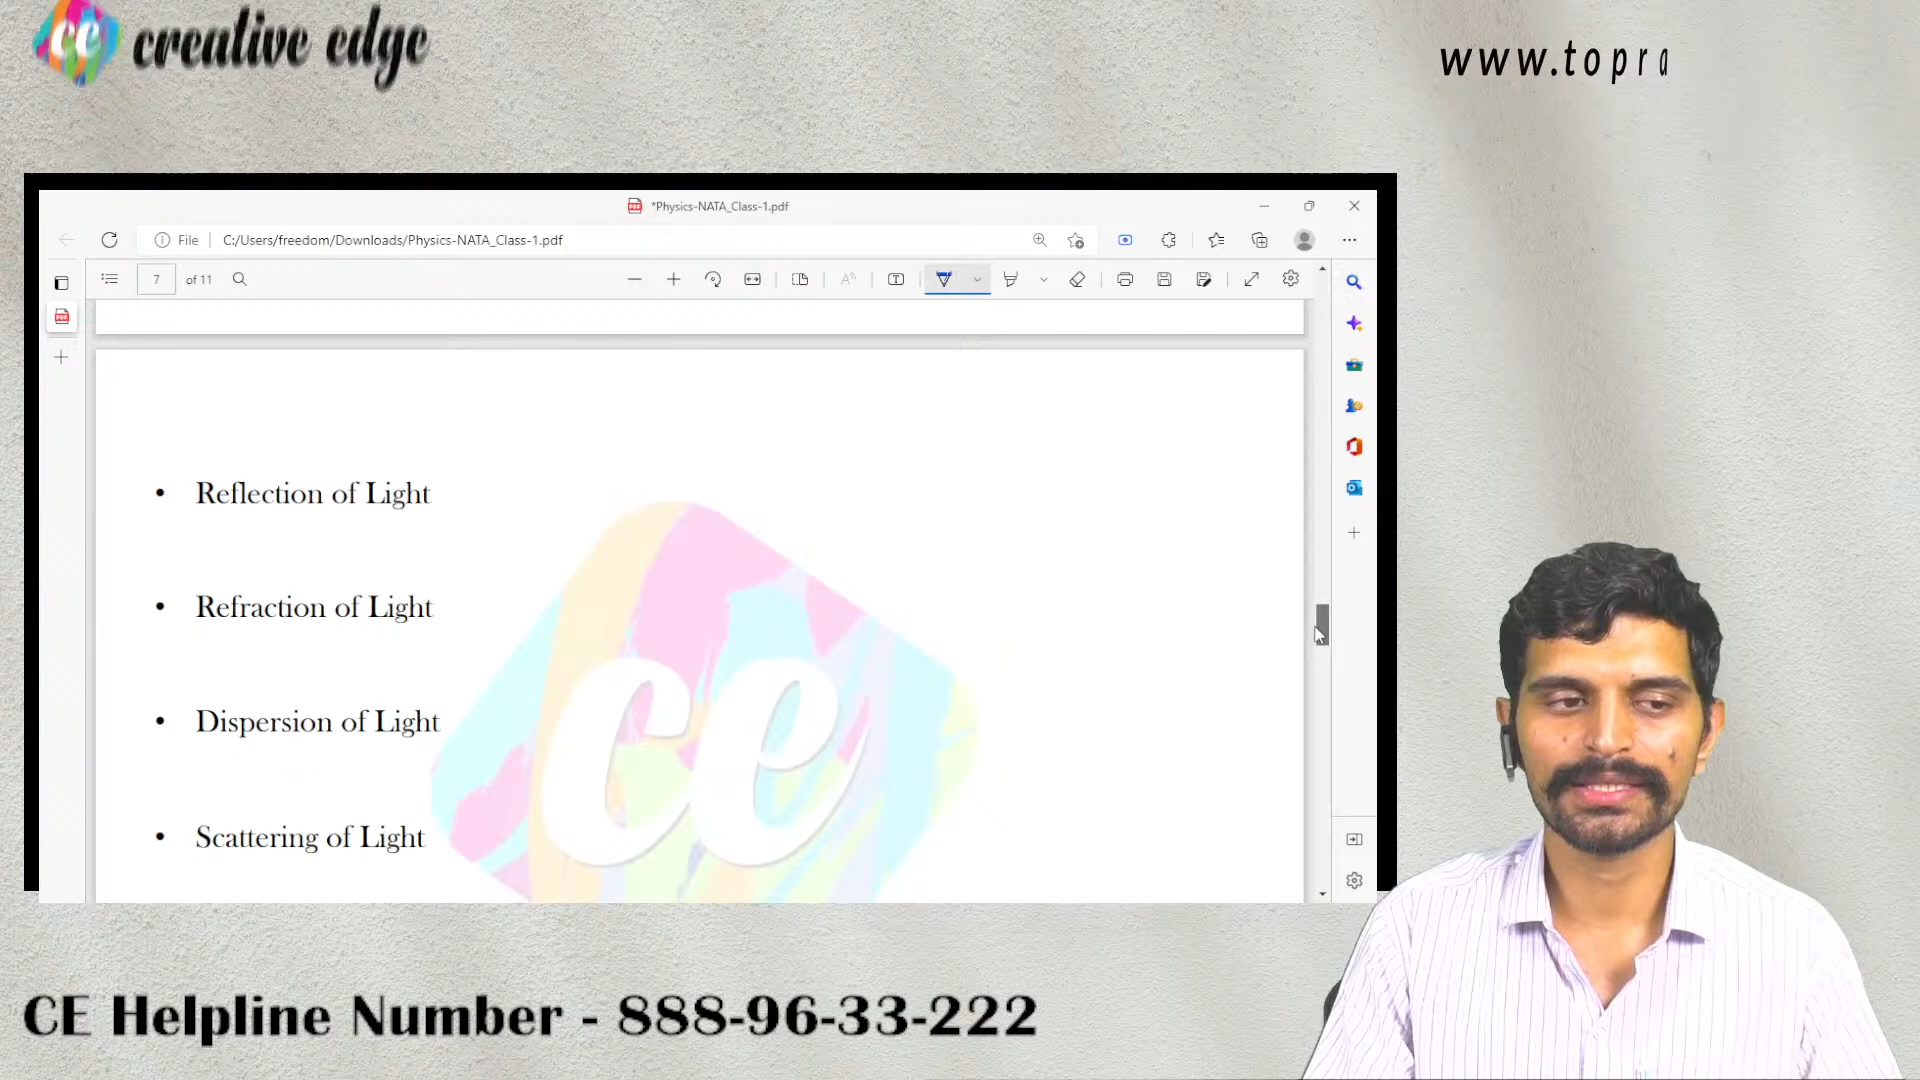 ce creative edge
www.topra
*Physics-NATA_Class-1.pdf
File C:/Users/freedom/Downloads/Physics-NATA_Class-1.pdf
7 of 11
• Reflection of Light
• Refraction of Light
• Dispersion of Light
• Scattering of Light
ce
CE Helpline Number - 888-96-33-222